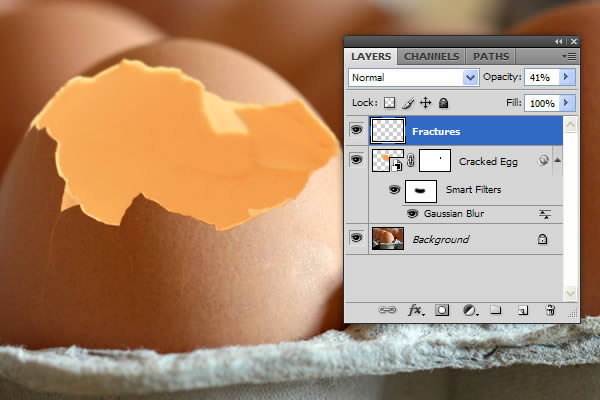 LAYERS CHANNELS PATHS
Normal Opacity: 41%
Lock: Fill: 100%
Fractures
Cracked Egg
Smart Filters
Gaussian Blur
Background
fx